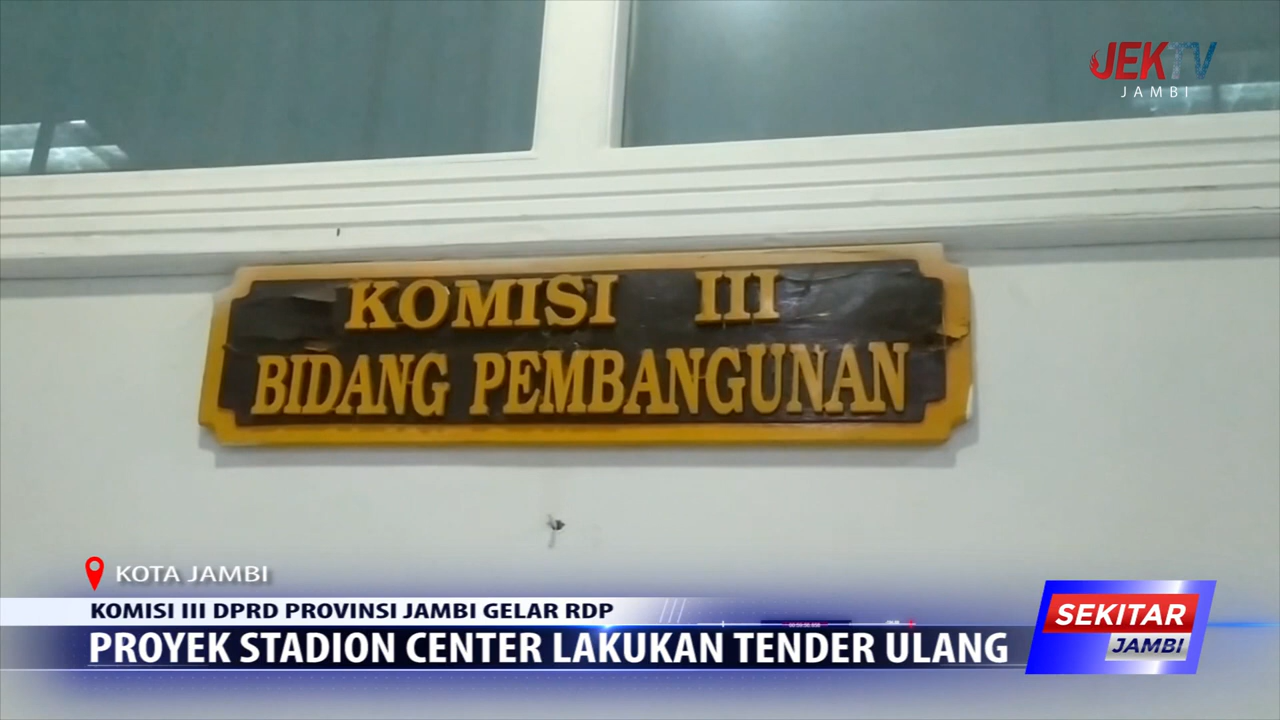 JEKTV
JAMBI
KOMISI III
BIDANG PEMBANGUNAN
KOTA JAMBI
KOMISI III DPRD PROVINSI JAMBI GELAR RDP
PROYEK STADION CENTER LAKUKAN TENDER ULANG
SEKITAR
JAMBI